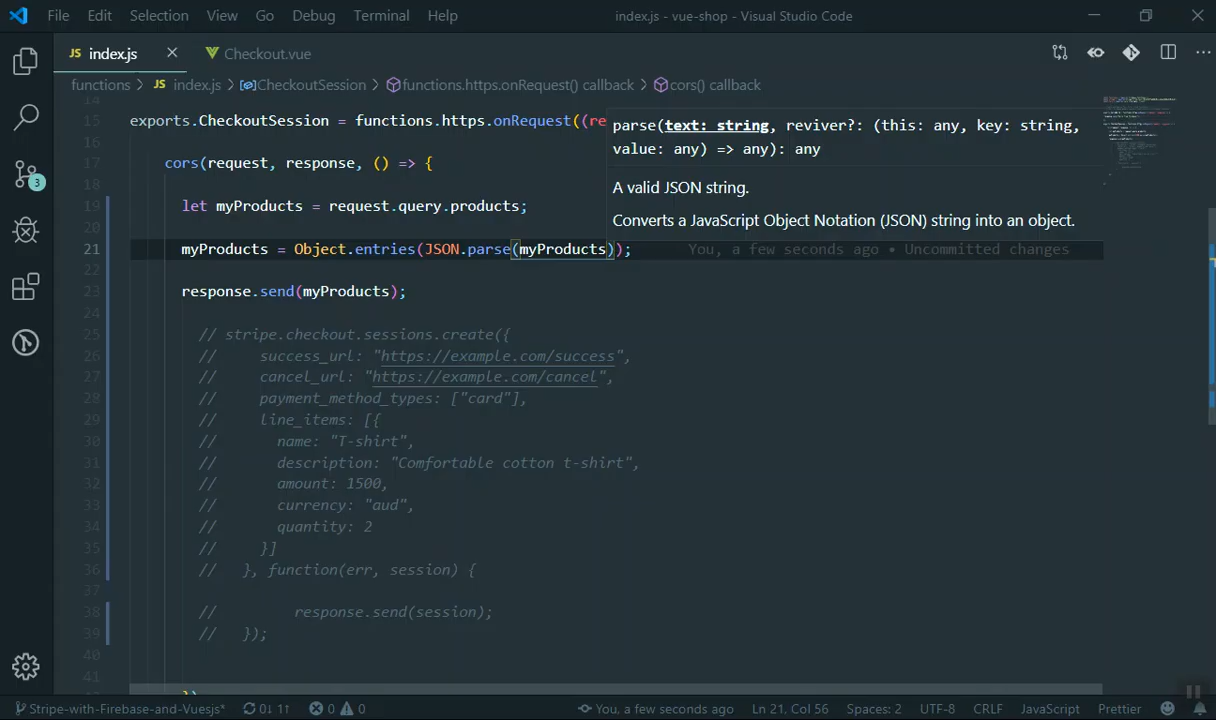 File Edit Selection View Go Debug Terminal Help index.js - vue-shop - Visual Studio Code
JS index.js Checkout.vue
functions > JS index.js > CheckoutSession > functions.https.onRequest() callback > cors() callback
14
15 exports.CheckoutSession = functions.https.onRequest((re
parse(text: string, reviver?: (this: any, key: string,
value: any) => any): any
16
17 cors(request, response, () => {
A valid JSON string.
18
19 let myProducts = request.query.products;
Converts a JavaScript Object Notation (JSON) string into an object.
20
21 myProducts = Object.entries(JSON.parse(myProducts)); You, a few seconds ago • Uncommitted changes
22
23 response.send(myProducts);
24
25 // stripe.checkout.sessions.create({
26 // success_url: "https://example.com/success",
27 // cancel_url: "https://example.com/cancel",
28 // payment_method_types: ["card"],
29 // line_items: [{
30 // name: "T-shirt",
31 // description: "Comfortable cotton t-shirt",
32 // amount: 1500,
33 // currency: "aud",
34 // quantity: 2
35 // }]
36 // }, function(err, session) {
37
38 // response.send(session);
39 // });
40
41
3
Stripe-with-Firebase-and-Vuejs* 0↓ 1↑ 0 0 You, a few seconds ago Ln 21, Col 56 Spaces: 2 UTF-8 CRLF JavaScript Prettier